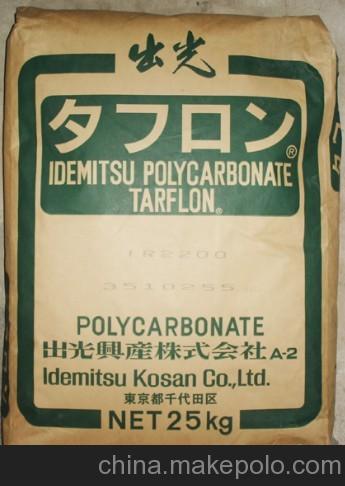 出光
タフロン®
IDEMITSU POLYCARBONATE
TARFLON®
IR2200
3510255
POLYCARBONATE
出光興産株式会社 A-2
Idemitsu Kosan Co.,Ltd.
東京都千代田区
NET 25kg
china.makepolo.com